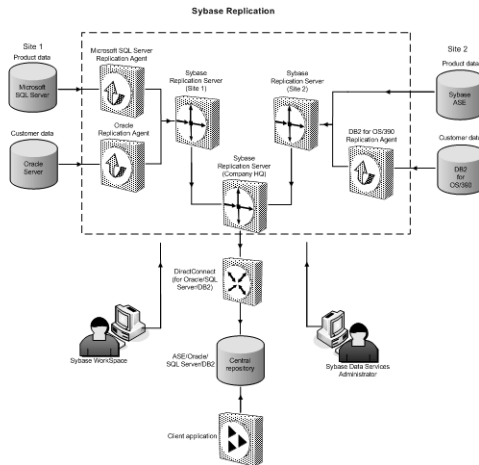 Sybase Replication
Site 1
Product data
Microsoft
SQL Server
Customer data
Oracle
Server
Microsoft SQL Server
Replication Agent
Oracle
Replication Agent
Sybase
Replication Server
(Site 1)
Sybase
Replication Server
(Site 2)
Sybase
Replication Server
(Company HQ)
DB2 for OS/390
Replication Agent
Site 2
Product data
Sybase
ASE
Customer data
DB2
for
OS/360
DirectConnect
(for Oracle/SQL
Server/DB2)
Sybase WorkSpace
ASE/Oracle/
SQL Server/DB2
Central
repository
Sybase Data Services
Administrator
Client application